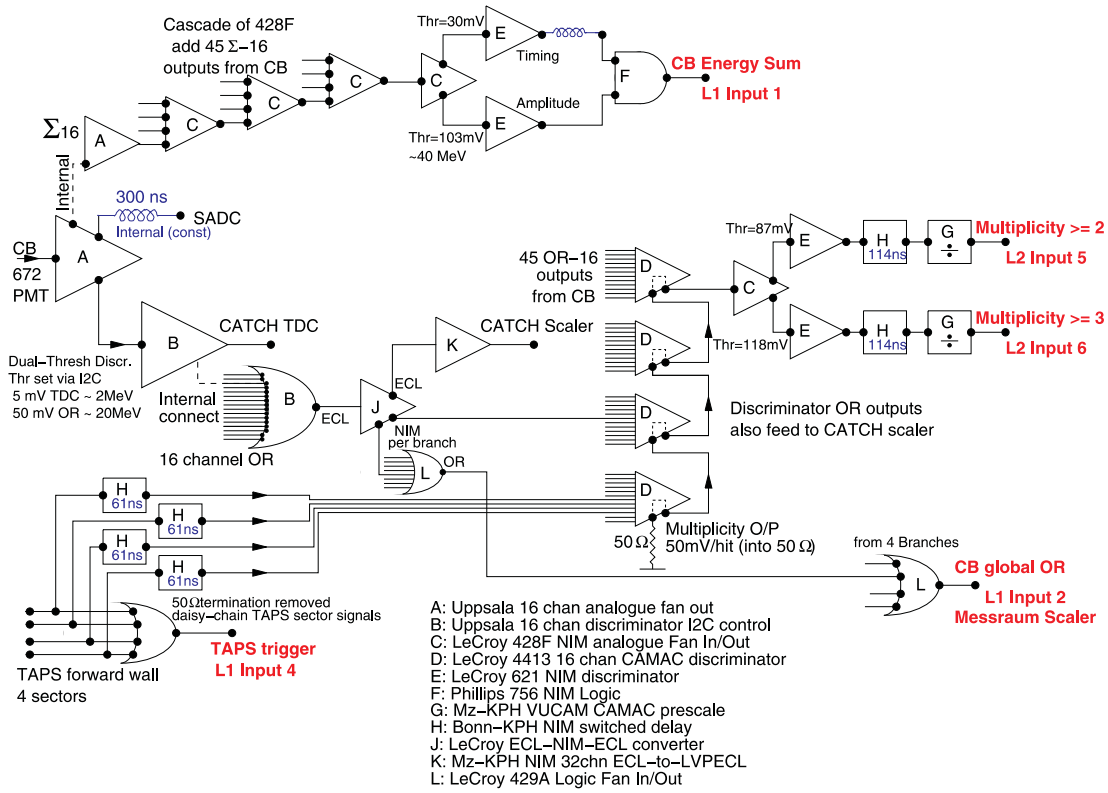 Cascade of 428F
add 45 Σ−16
outputs from CB
Thr=30mV
E
Timing
F
CB Energy Sum
L1 Input 1
C
C
C
C
Amplitude
E
Thr=103mV
~40 MeV
Σ16
A
Internal
300 ns
Internal (const)
SADC
CB
672
PMT
A
B
CATCH TDC
Dual−Thresh Discr.
Thr set via I2C
5 mV TDC ~ 2MeV
50 mV OR ~ 20MeV
Internal
connect
B
16 channel OR
ECL
J
ECL
K
CATCH Scaler
NIM
per branch
L
OR
45 OR−16
outputs
from CB
D
D
D
D
C
Thr=87mV
E
H
114ns
G
÷
Multiplicity >= 2
L2 Input 5
Thr=118mV
E
H
114ns
G
÷
Multiplicity >= 3
L2 Input 6
Discriminator OR outputs
also feed to CATCH scaler
H
61ns
H
61ns
H
61ns
H
61ns
50 Ω
Multiplicity O/P
50mV/hit (into 50 Ω)
from 4 Branches
L
CB global OR
L1 Input 2
Messraum Scaler
50Ωtermination removed
daisy−chain TAPS sector signals
TAPS trigger
L1 Input 4
TAPS forward wall
4 sectors
A: Uppsala 16 chan analogue fan out
B: Uppsala 16 chan discriminator I2C control
C: LeCroy 428F NIM analogue Fan In/Out
D: LeCroy 4413 16 chan CAMAC discriminator
E: LeCroy 621 NIM discriminator
F: Phillips 756 NIM Logic
G: Mz−KPH VUCAM CAMAC prescale
H: Bonn−KPH NIM switched delay
J: LeCroy ECL−NIM−ECL converter
K: Mz−KPH NIM 32chn ECL−to−LVPECL
L: LeCroy 429A Logic Fan In/Out